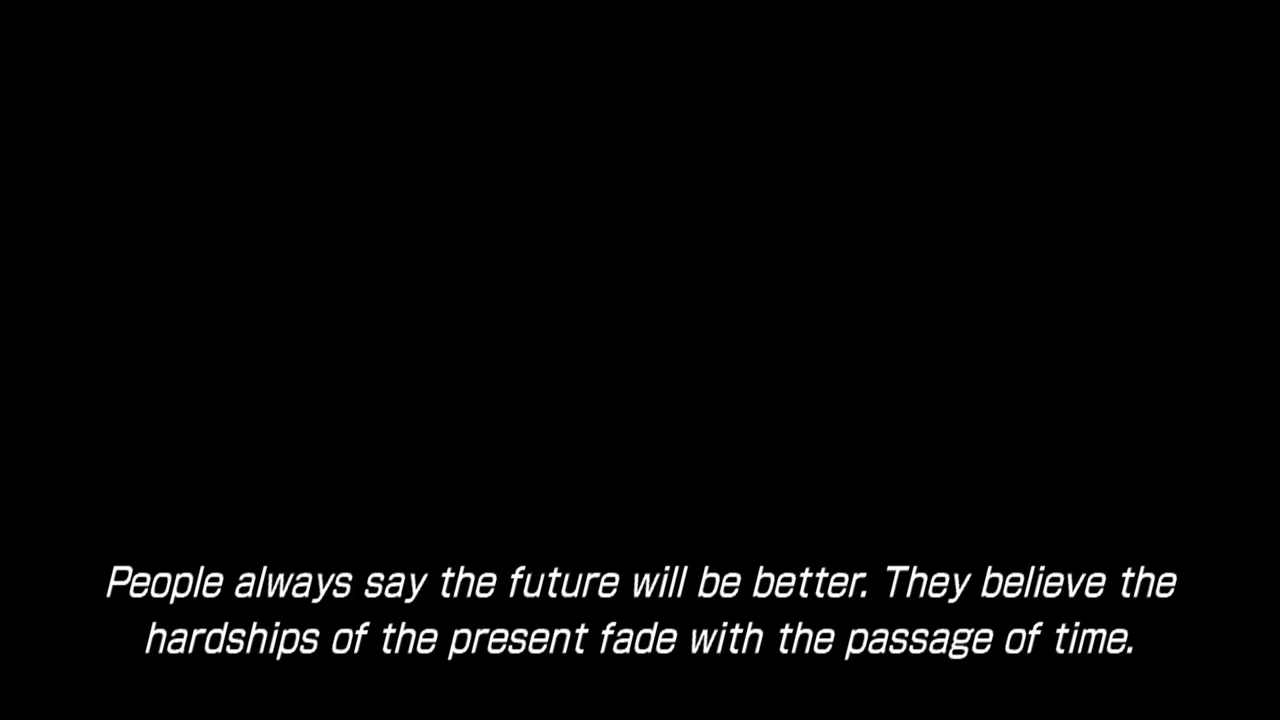 People always say the future will be better. They believe the
hardships of the present fade with the passage of time.